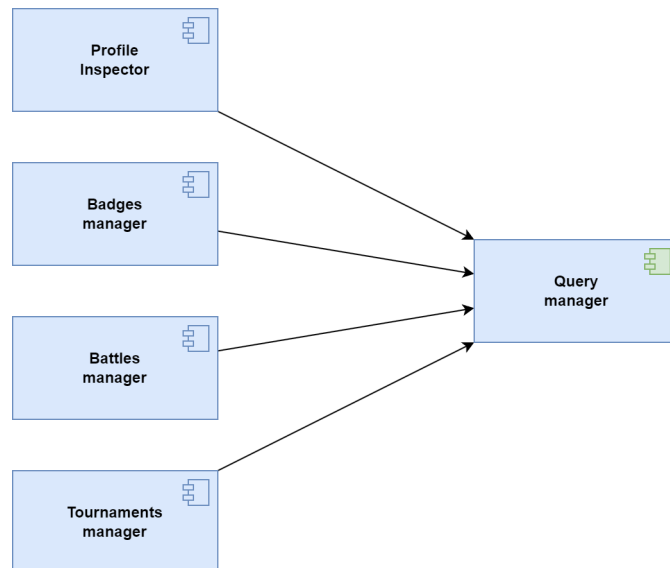 Profile
Inspector
Badges
manager
Query
manager
Battles
manager
Tournaments
manager